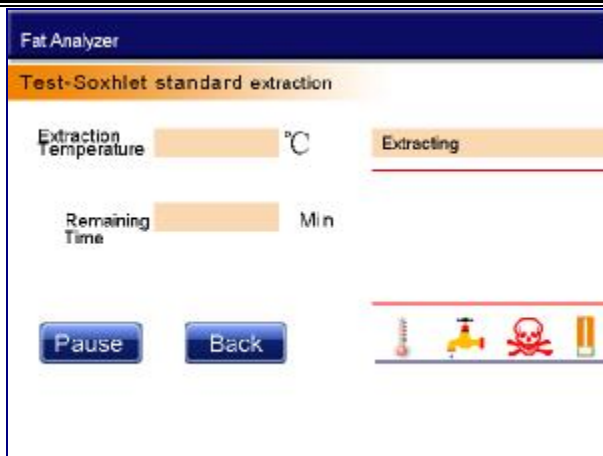 Fat Analyzer
Test-Soxhlet standard extraction
Extraction
Temperature
℃
Extracting
Remaining
Time
Min
Pause
Back